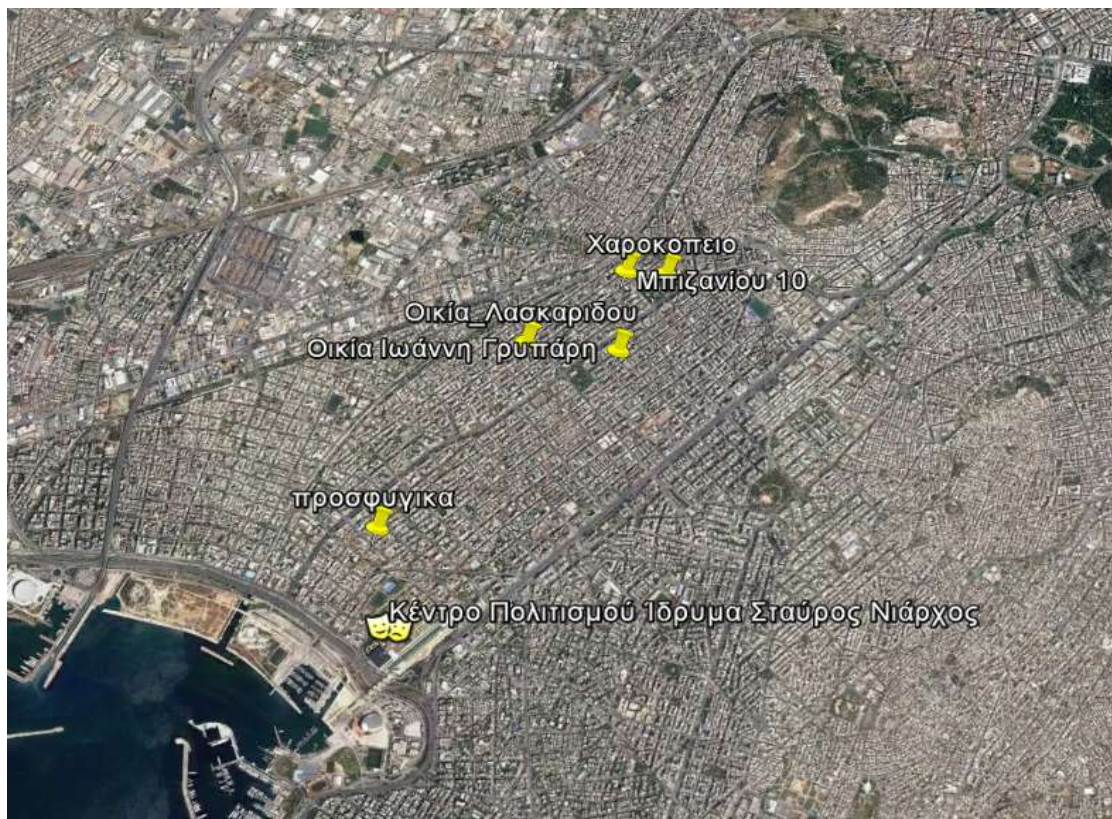 Χαροκοπειο
Μπιζανίου 10
Οικία_Λασκαριδου
Οικία Ιωάννη Γρυπάρη
προσφυγικα
Κέντρο Πολιτισμού Ίδρυμα Σταύρος Νιάρχος